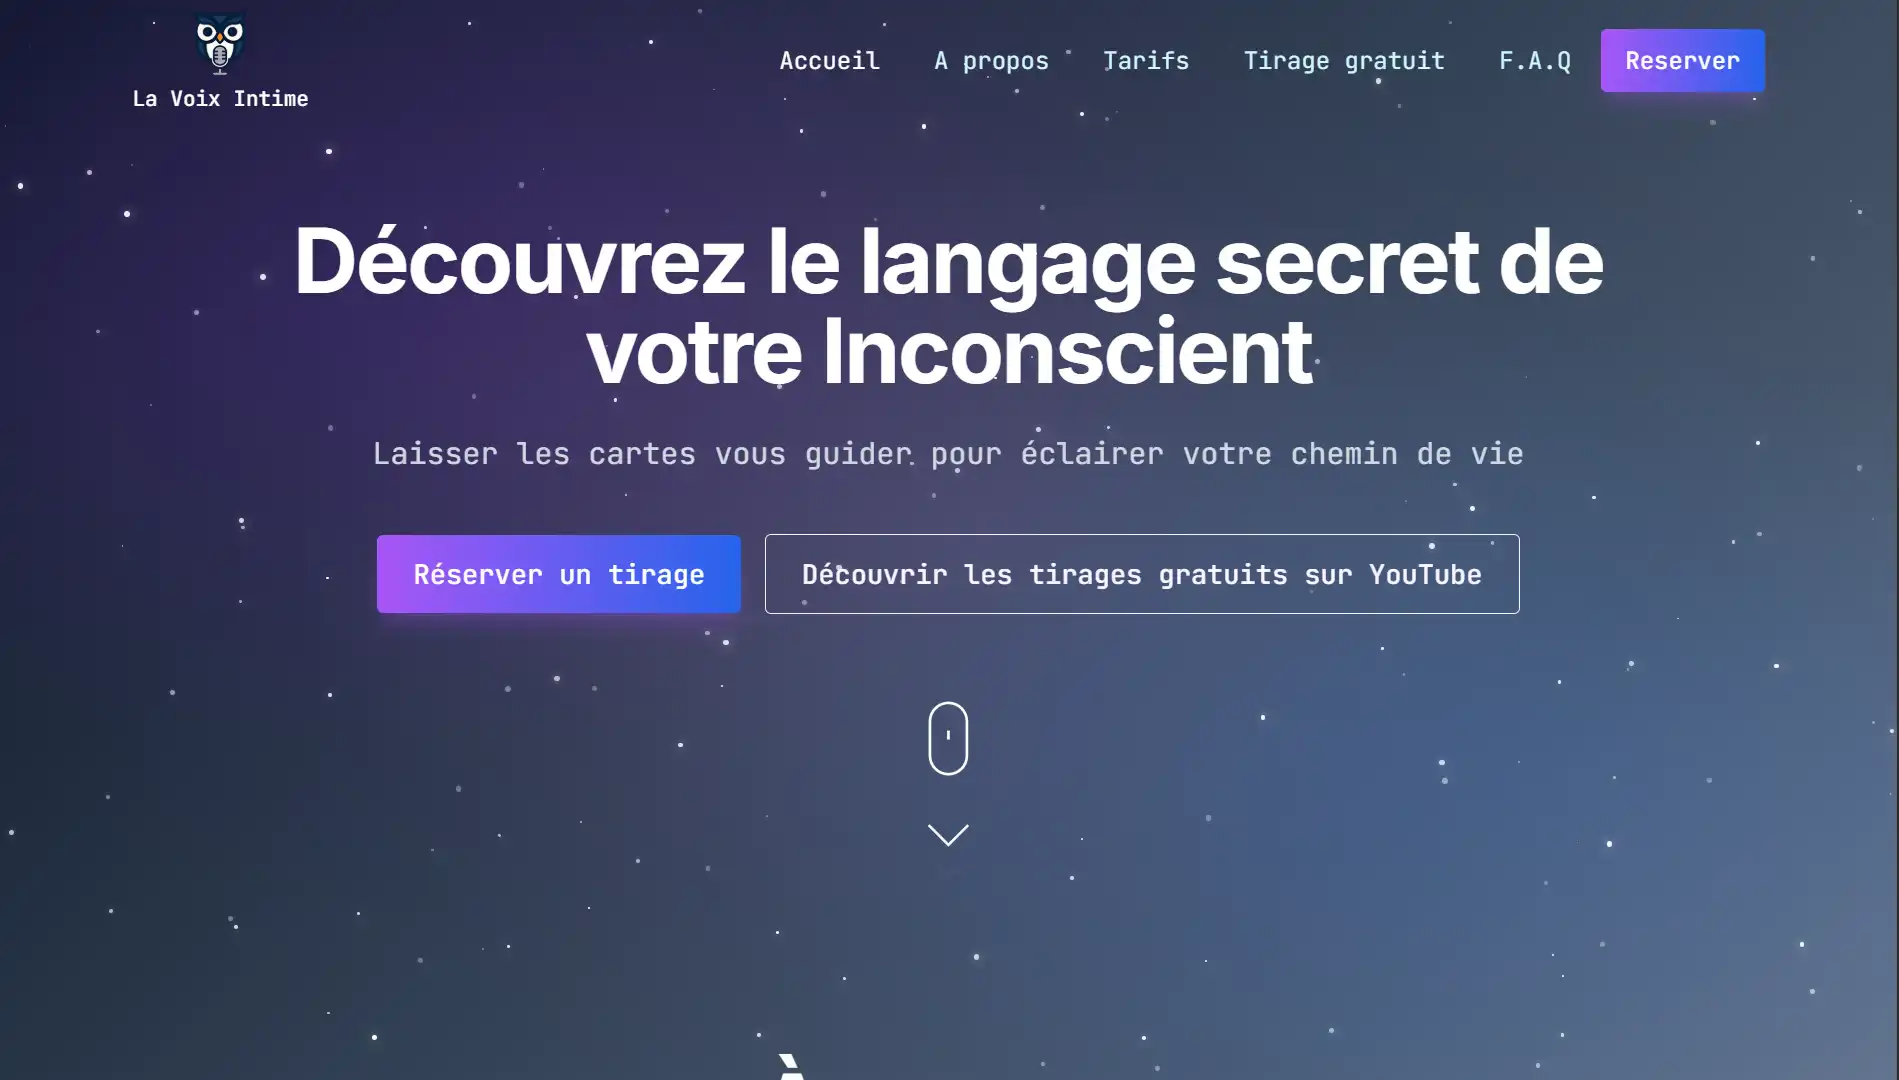 La Voix Intime
Accueil
A propos
Tarifs
Tirage gratuit
F.A.Q
Reserver
Découvrez le langage secret de
votre Inconscient
Laisser les cartes vous guider pour éclairer votre chemin de vie
Réserver un tirage
Découvrir les tirages gratuits sur YouTube
À